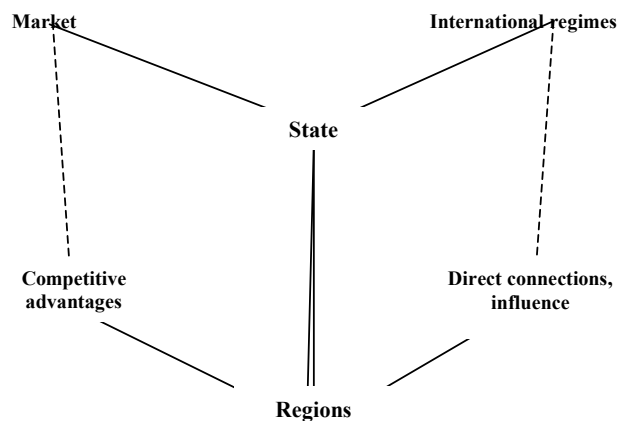 Market
International regimes
State
Competitive
advantages
Direct connections,
influence
Regions